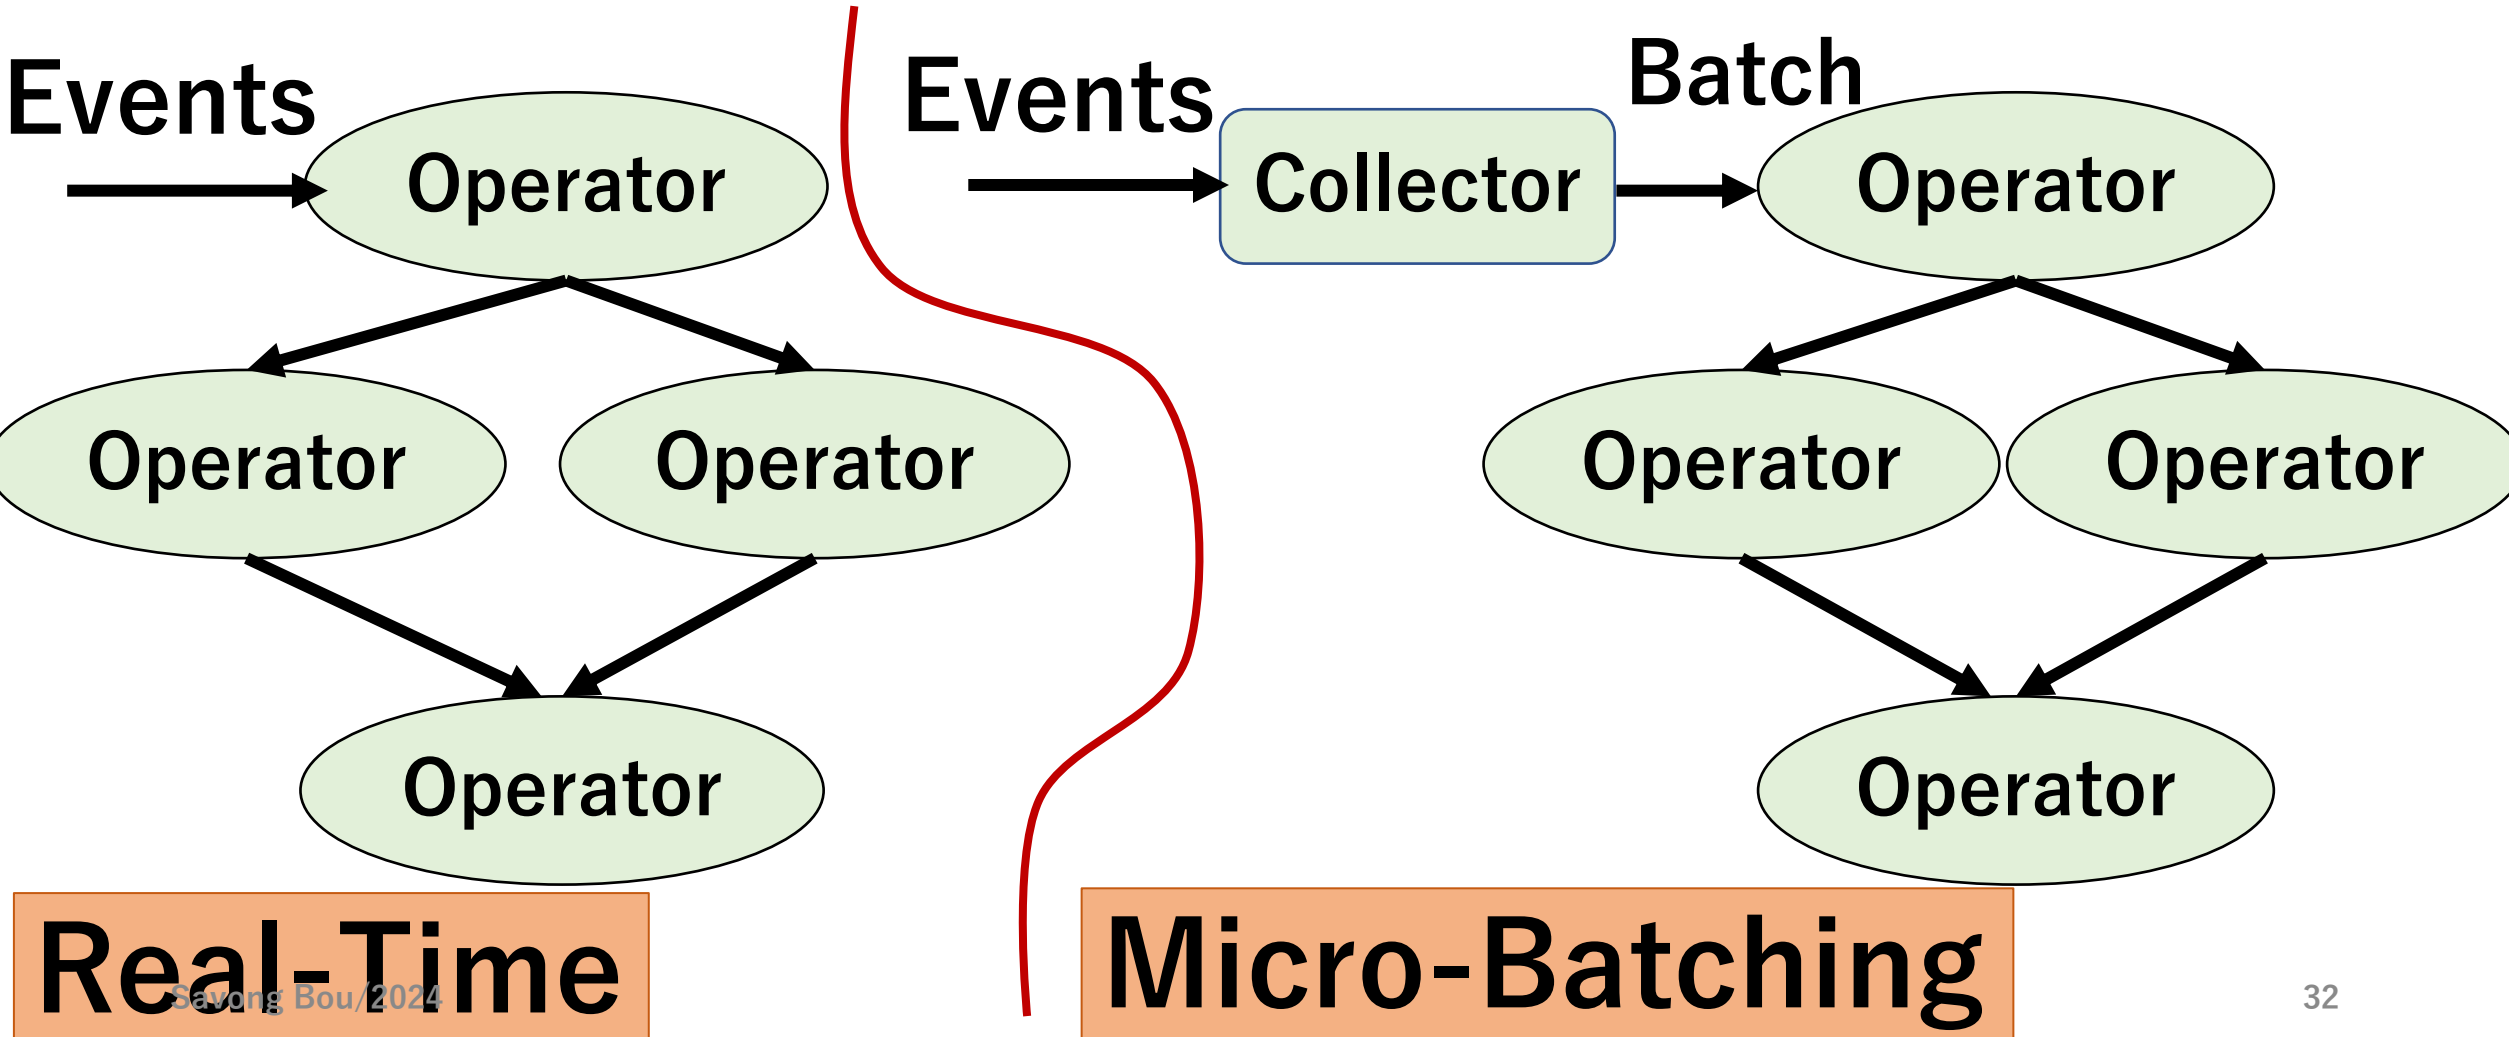 Events
Operator
Operator
Operator
Operator
Real-Time
Savong Bou/2024
Events
Collector
Batch
Operator
Operator
Operator
Operator
Micro-Batching
32